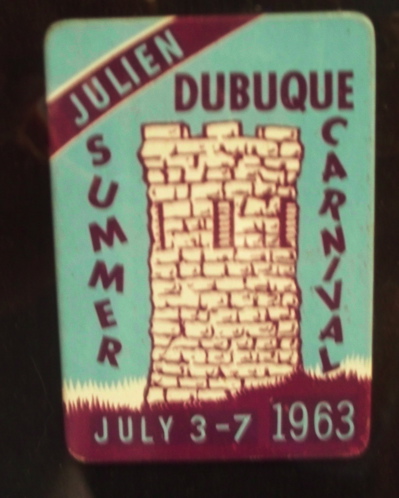 JULIEN
DUBUQUE
SUMMER
CARNIVAL
JULY 3-7 1963